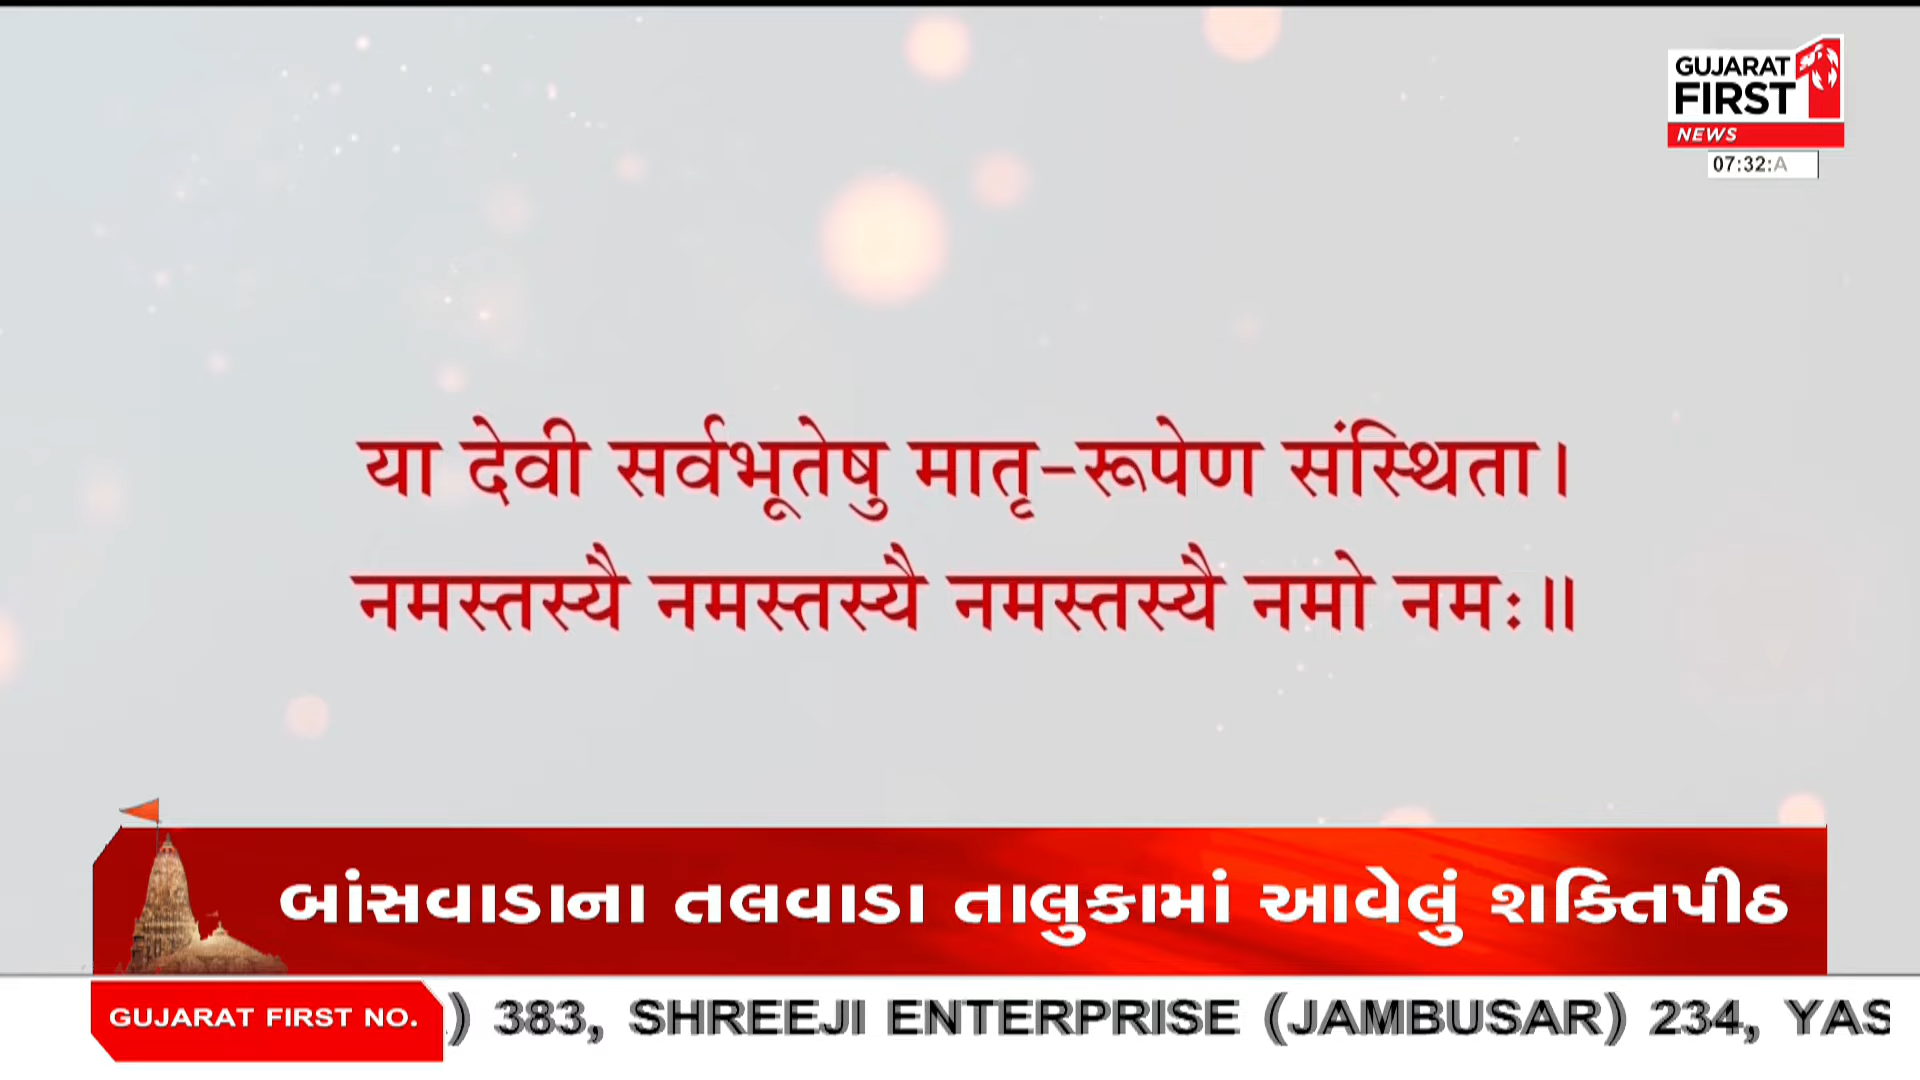 GUJARAT
FIRST
NEWS
07:32:A
या देवी सर्वभूतेषु मातृ-रूपेण संस्थिता।
नमस्तस्यै नमस्तस्यै नमस्तस्यै नमो नमः॥
બાંસવાડાના તલવાડા તાલુકામાં આવેલું શક્તિપીઠ
GUJARAT FIRST NO. ) 383, SHREEJI ENTERPRISE (JAMBUSAR) 234, YAS